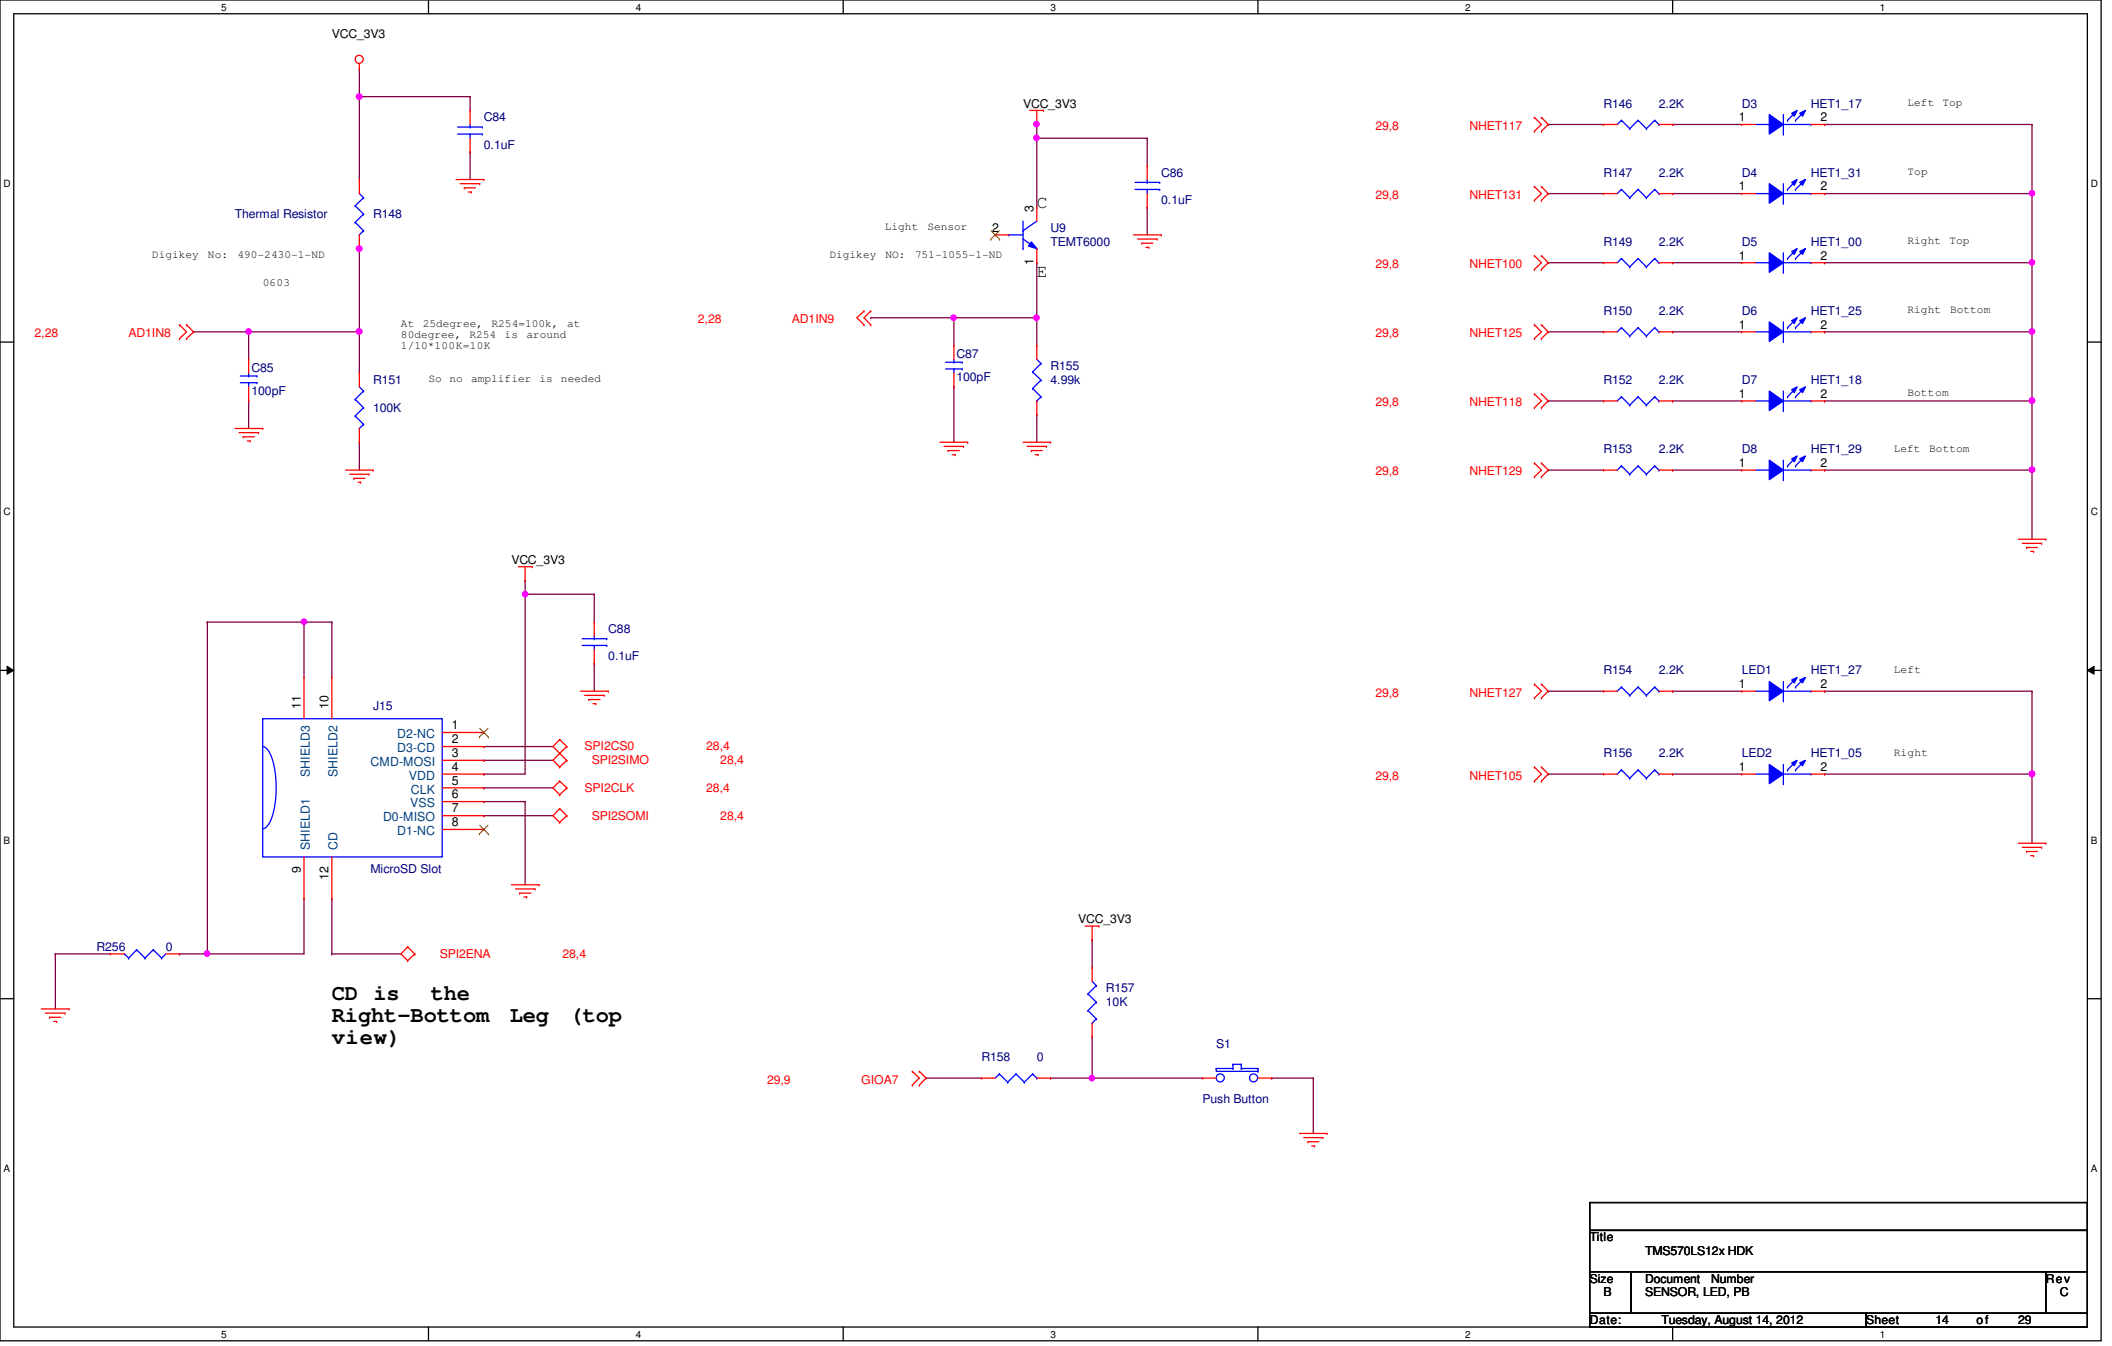 5 4 3 2 1
D
C
B
A
D
C
B
A
VCC_3V3
C84
0.1uF
Thermal Resistor
R148
Digikey No: 490-2430-1-ND
0603
2,28 AD1IN8
At 25degree, R254=100k, at
80degree, R254 is around
1/10*100K=10K
So no amplifier is needed
C85
100pF
R151
100K
VCC_3V3
C86
0.1uF
3 C
Light Sensor
2
U9
TEMT6000
Digikey NO: 751-1055-1-ND
1 E
2,28 AD1IN9
C87
100pF
R155
4.99k
29,8 NHET117 R146 2.2K D3 1 HET1_17 2 Left Top
29,8 NHET131 R147 2.2K D4 1 HET1_31 2 Top
29,8 NHET100 R149 2.2K D5 1 HET1_00 2 Right Top
29,8 NHET125 R150 2.2K D6 1 HET1_25 2 Right Bottom
29,8 NHET118 R152 2.2K D7 1 HET1_18 2 Bottom
29,8 NHET129 R153 2.2K D8 1 HET1_29 2 Left Bottom
29,8 NHET127 R154 2.2K LED1 1 HET1_27 2 Left
29,8 NHET105 R156 2.2K LED2 1 HET1_05 2 Right
VCC_3V3
C88
0.1uF
J15
11 10
SHIELD3 SHIELD2
D2-NC 1
D3-CD 2 SPI2CS0 28,4
CMD-MOSI 3 SPI2SIMO 28,4
VDD 4
CLK 5 SPI2CLK 28,4
VSS 6
D0-MISO 7 SPI2SOMI 28,4
D1-NC 8
SHIELD1 CD
9 12
MicroSD Slot
R256 0
SPI2ENA 28,4
CD is the
Right-Bottom Leg (top
view)
VCC_3V3
R157
10K
R158 0
S1
29,9 GIOA7
Push Button
Title
TMS570LS12x HDK
Size Document Number Rev
B SENSOR, LED, PB C
Date: Tuesday, August 14, 2012 Sheet 14 of 29
5 4 3 2 1